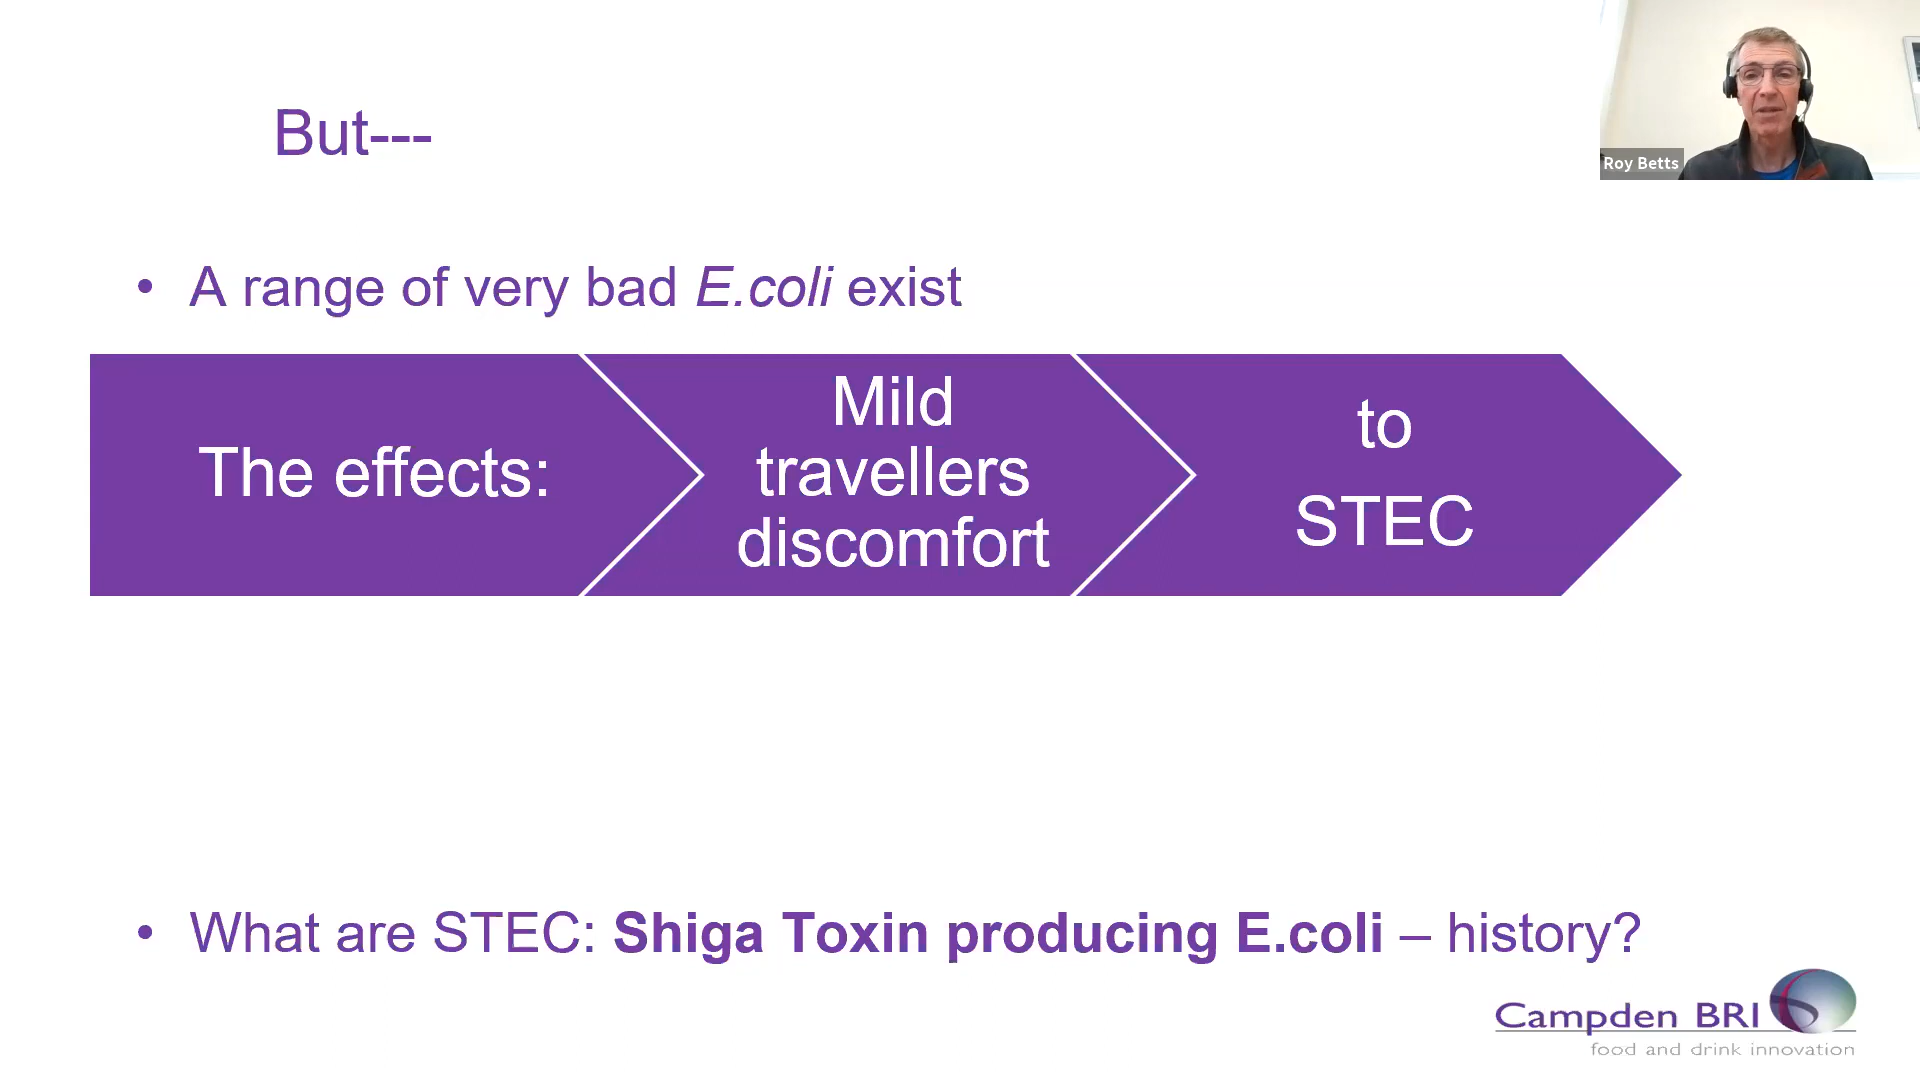 But---
Roy Betts
• A range of very bad E.coli exist
The effects:
Mild
travellers
discomfort
to
STEC
• What are STEC: Shiga Toxin producing E.coli – history?
Campden BRI
food and drink innovation